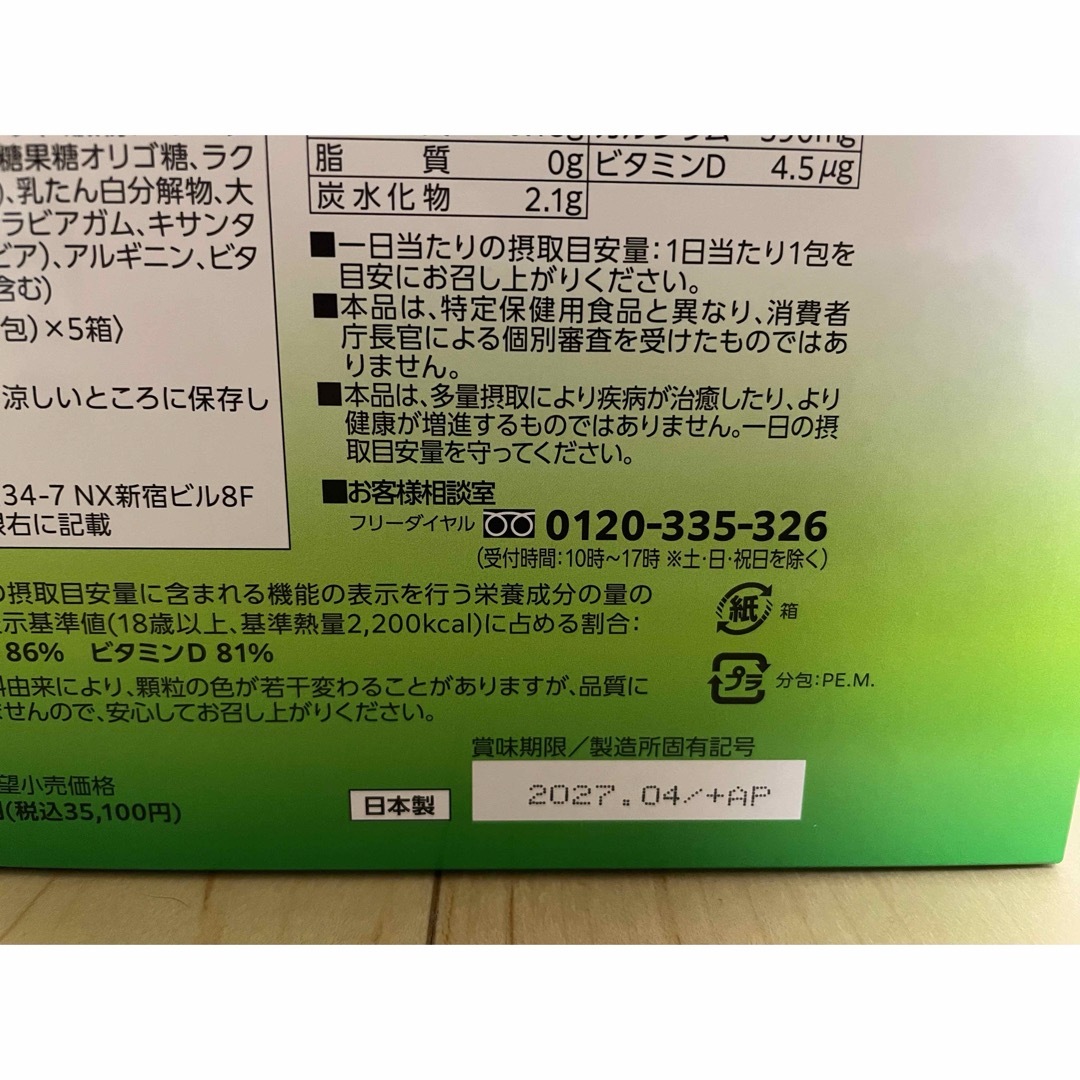 糖果糖オリゴ糖、ラク
、乳たん白分解物、大
ラビアガム、キサンタ
ビア)、アルギニン、ビタ
含む)
包)×5箱〉
涼しいところに保存し
34-7 NX新宿ビル8F
右に記載
脂質 0g ビタミンD 4.5μg
炭水化物 2.1g
■一日当たりの摂取目安量:1日当たり1包を
目安にお召し上がりください。
■本品は、特定保健用食品と異なり、消費者
庁長官による個別審査を受けたものではあ
りません。
■本品は、多量摂取により疾病が治癒したり、より
健康が増進するものではありません。一日の摂
取目安量を守ってください。
■お客様相談室
フリーダイヤル 0120-335-326
(受付時間:10時～17時 ※土・日・祝日を除く)
の摂取目安量に含まれる機能の表示を行う栄養成分の量の
示基準値(18歳以上、基準熱量2,200kcal)に占める割合:
86% ビタミンD 81%
由来により、顆粒の色が若干変わることがありますが、品質に
せんので、安心してお召し上がりください。
紙 箱
プラ 分包:PE.M.
望小売価格
(税込35,100円)
日本製
賞味期限/製造所固有記号
2027.04/+AP